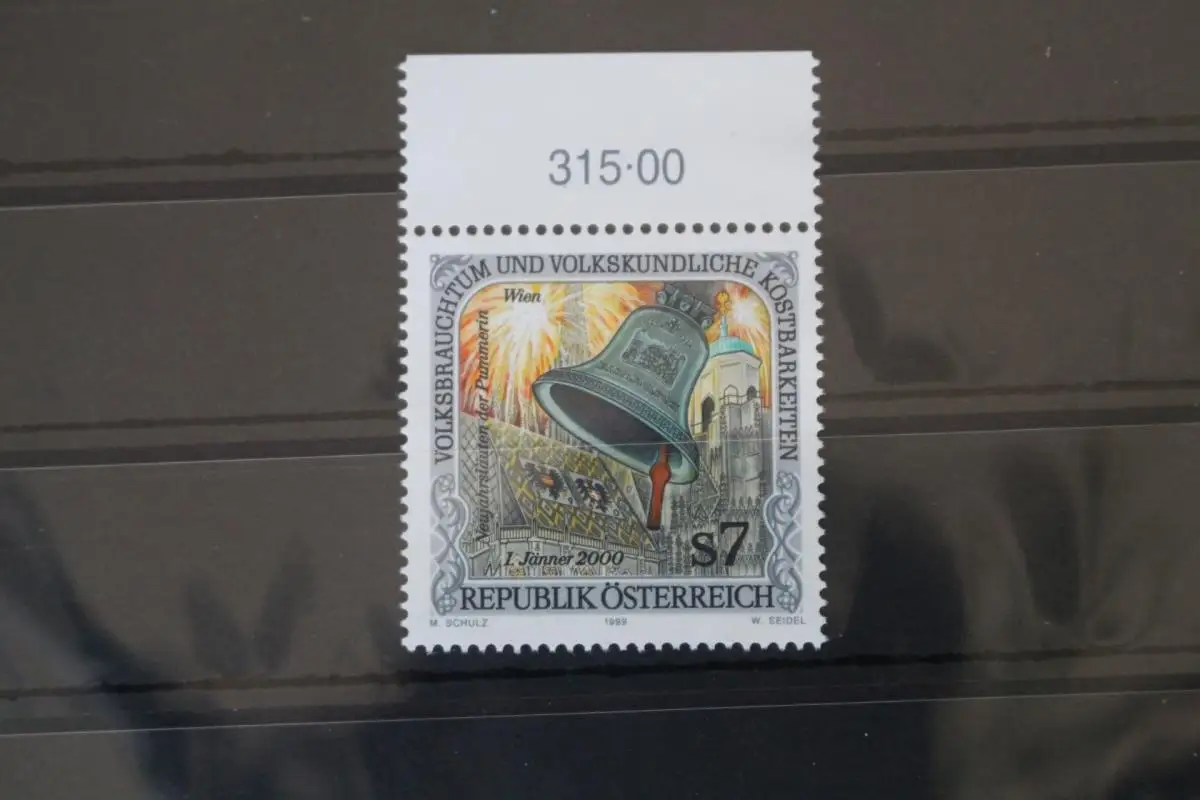 315·00
VOLKSBRAUCHTUM UND VOLKSKUNDLICHE KOSTBARKEITEN
Wien
Neujahrsläuten der Pummerin
1. Jänner 2000
S7
REPUBLIK ÖSTERREICH
M. SCHULZ 1999 W. SEIDEL